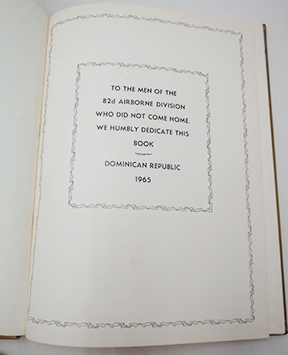 TO THE MEN OF THE
82d AIRBORNE DIVISION
WHO DID NOT COME HOME,
WE HUMBLY DEDICATE THIS
BOOK
DOMINICAN REPUBLIC
1965